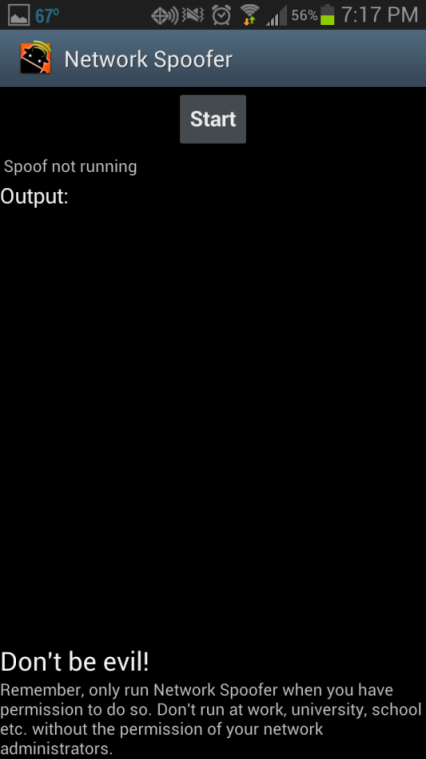 67° 56% 7:17 PM
Network Spoofer
Start
Spoof not running
Output:
Don't be evil!
Remember, only run Network Spoofer when you have
permission to do so. Don't run at work, university, school
etc. without the permission of your network
administrators.